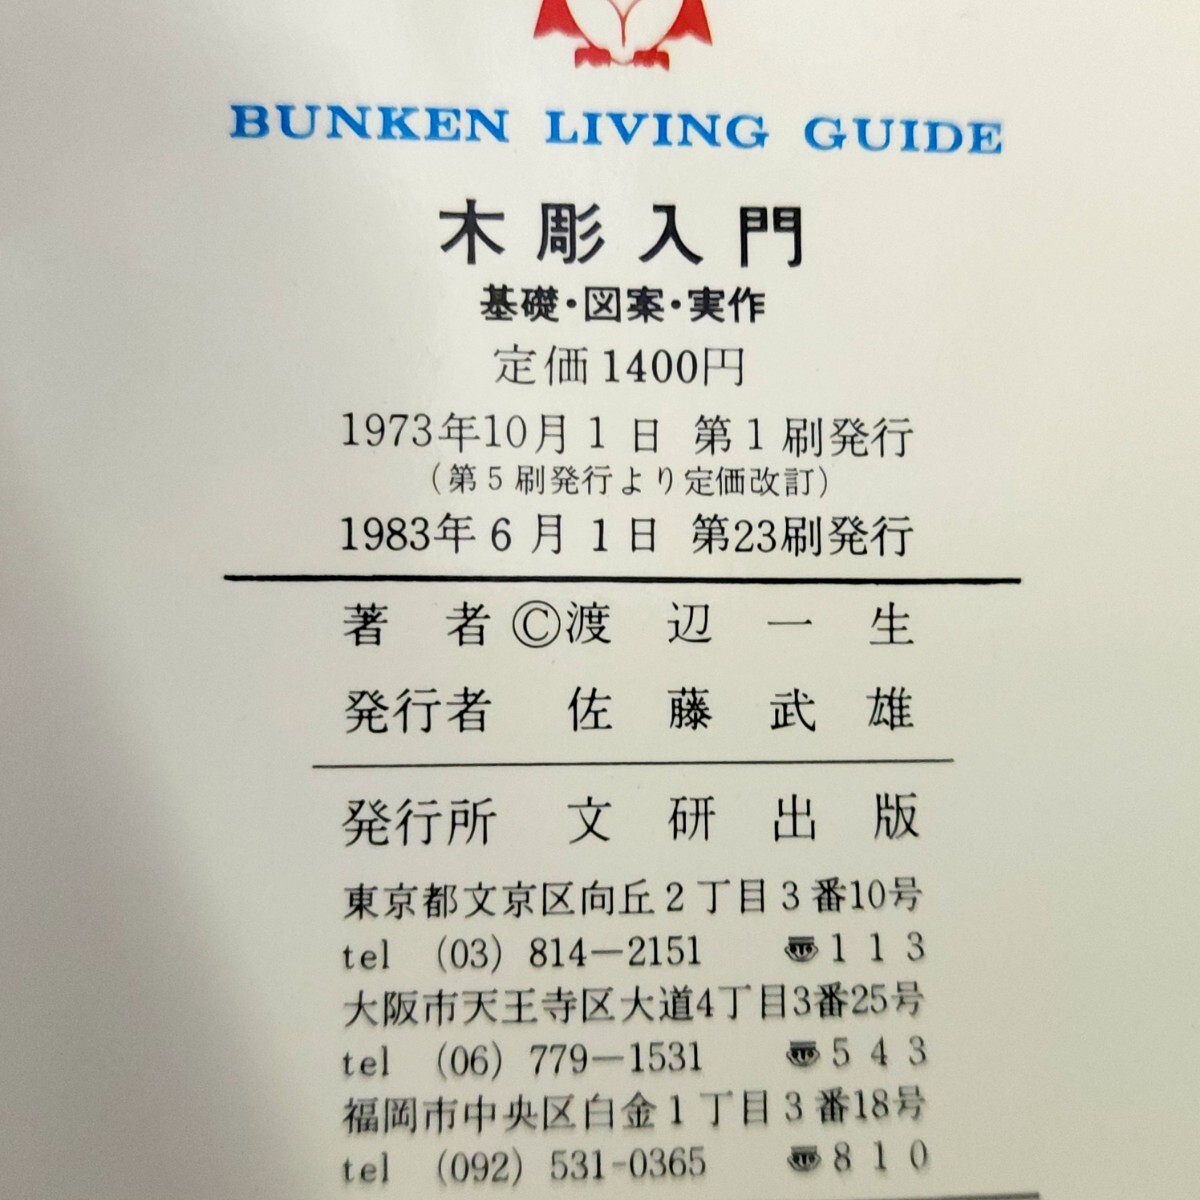 BUNKEN LIVING GUIDE
木彫入門
基礎・図案・実作
定価1400円
1973年10月1日 第1刷発行
(第5刷発行より定価改訂)
1983年6月1日 第23刷発行
著者 ©渡辺一生
発行者 佐藤武雄
発行所 文研出版
東京都文京区向丘2丁目3番10号
tel (03) 814-2151 〠113
大阪市天王寺区大道4丁目3番25号
tel (06) 779-1531 〠543
福岡市中央区白金1丁目3番18号
tel (092) 531-0365 〠810